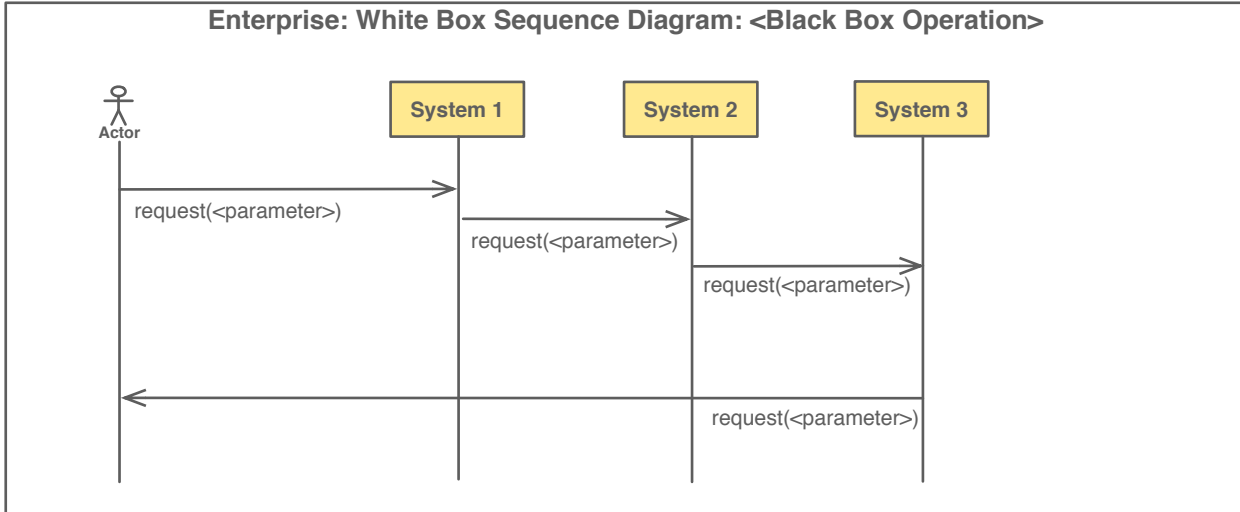 Enterprise: White Box Sequence Diagram: <Black Box Operation>
Actor
System 1
System 2
System 3
request(<parameter>)
request(<parameter>)
request(<parameter>)
request(<parameter>)